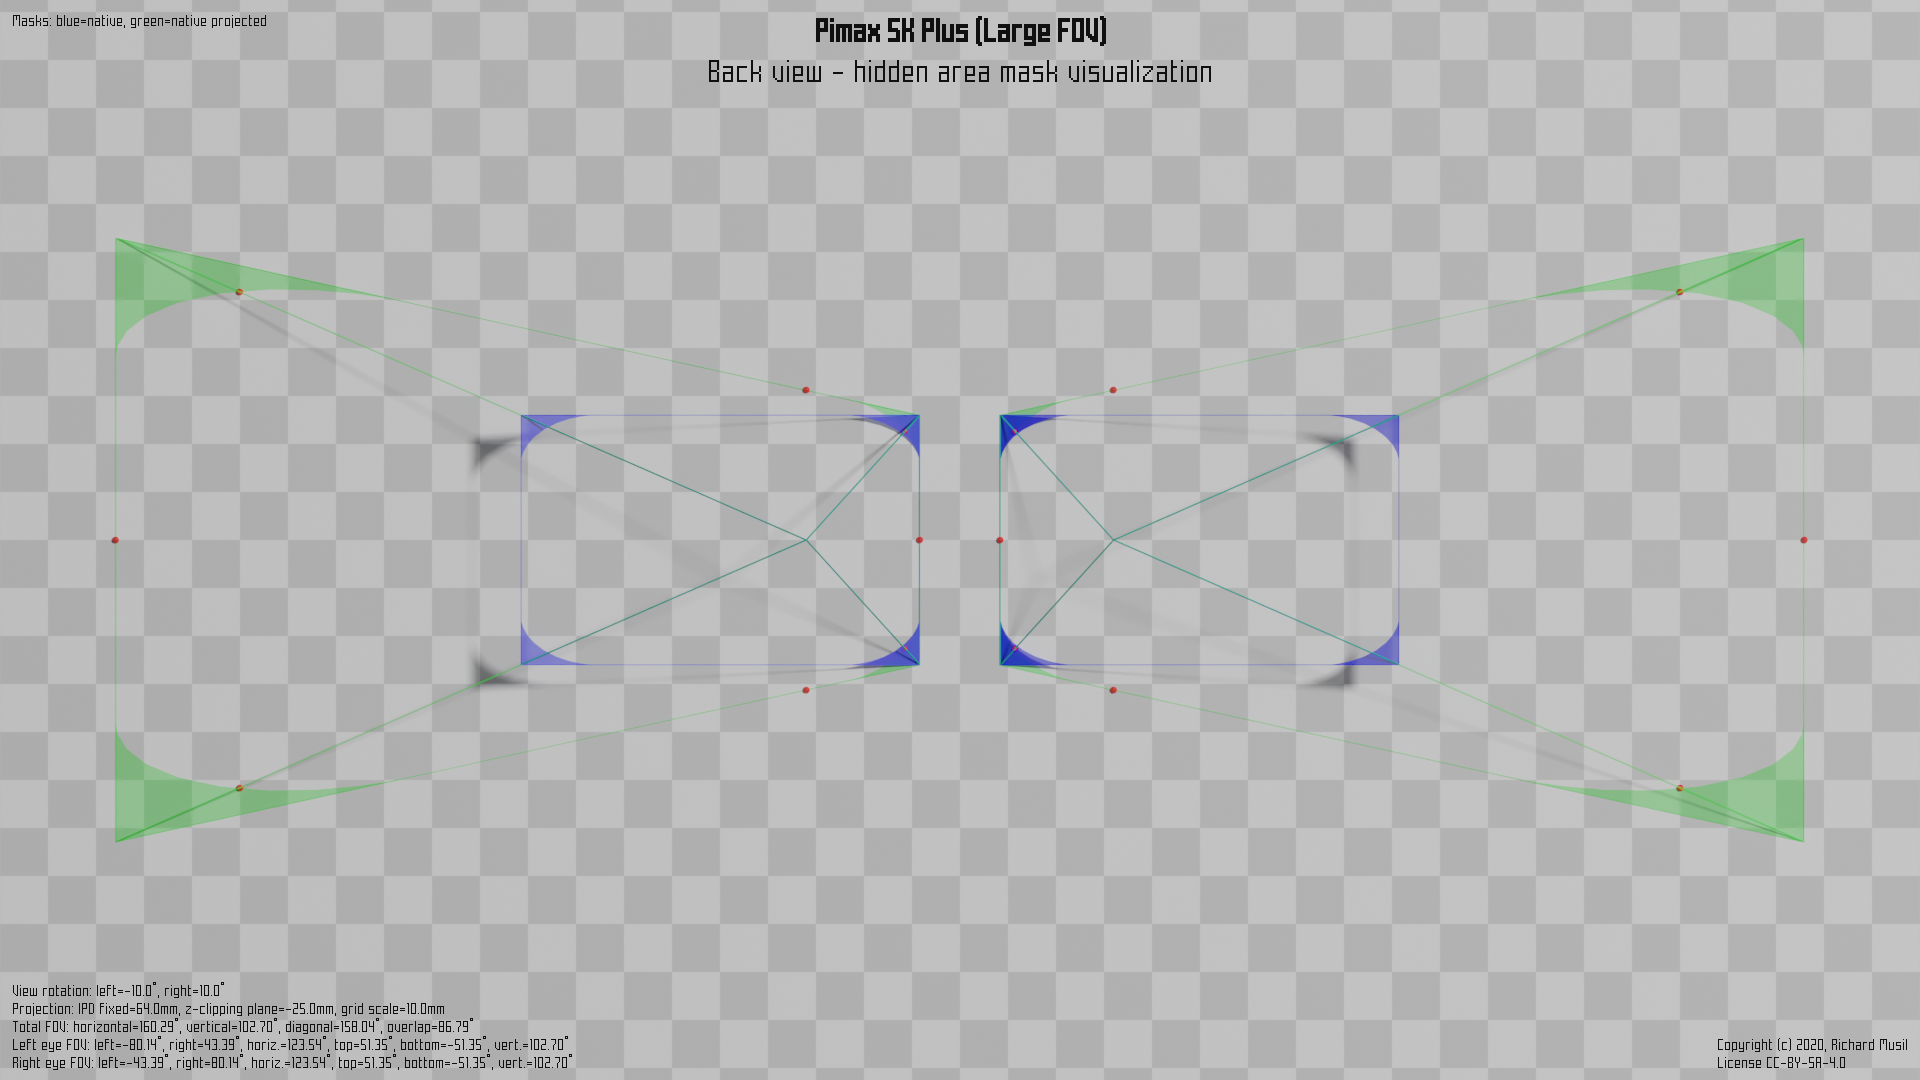 Masks: blue=native, green=native projected
Pimax 5K Plus (Large FOV)
Back view - hidden area mask visualization
View rotation: left=-10.0°, right=10.0°
Projection: IPD fixed=64.0mm, z-clipping plane=-25.0mm, grid scale=10.0mm
Total FOV: horizontal=160.29°, vertical=102.70°, diagonal=158.04°, overlap=86.79°
Left eye FOV: left=-80.14°, right=43.39°, horiz.=123.54°, top=51.35°, bottom=-51.35°, vert.=102.70°
Right eye FOV: left=-43.39°, right=80.14°, horiz.=123.54°, top=51.35°, bottom=-51.35°, vert.=102.70°
Copyright (c) 2020, Richard Musil
License CC-BY-SA-4.0